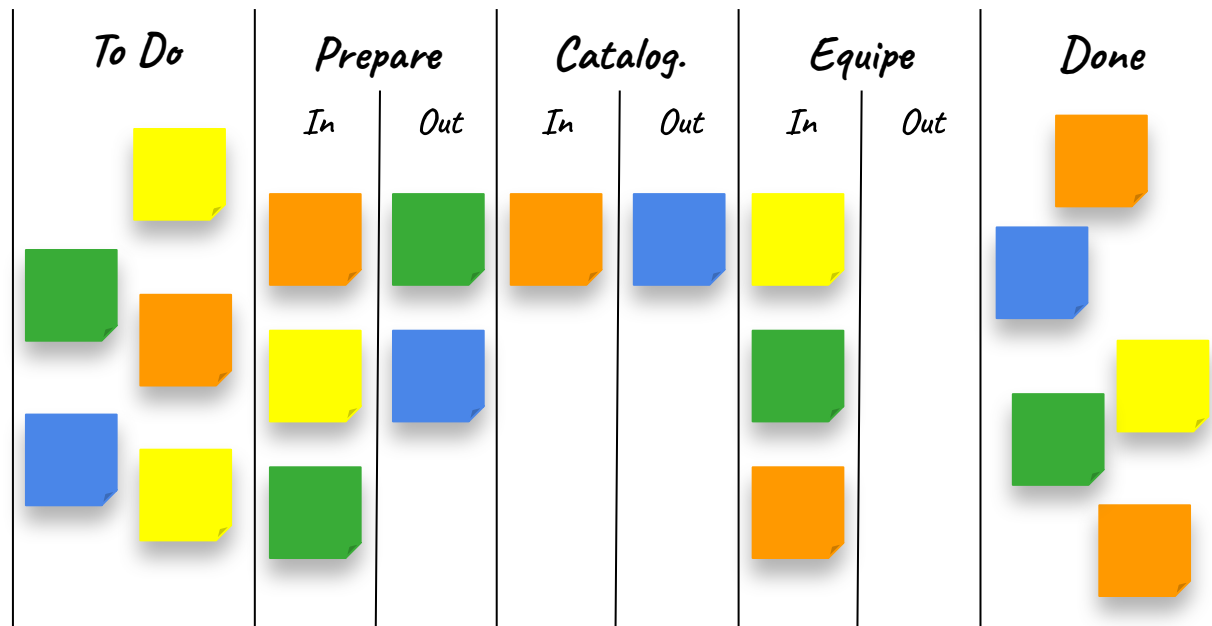 To Do
Prepare
Catalog.
Equipe
Done
In
Out
In
Out
In
Out